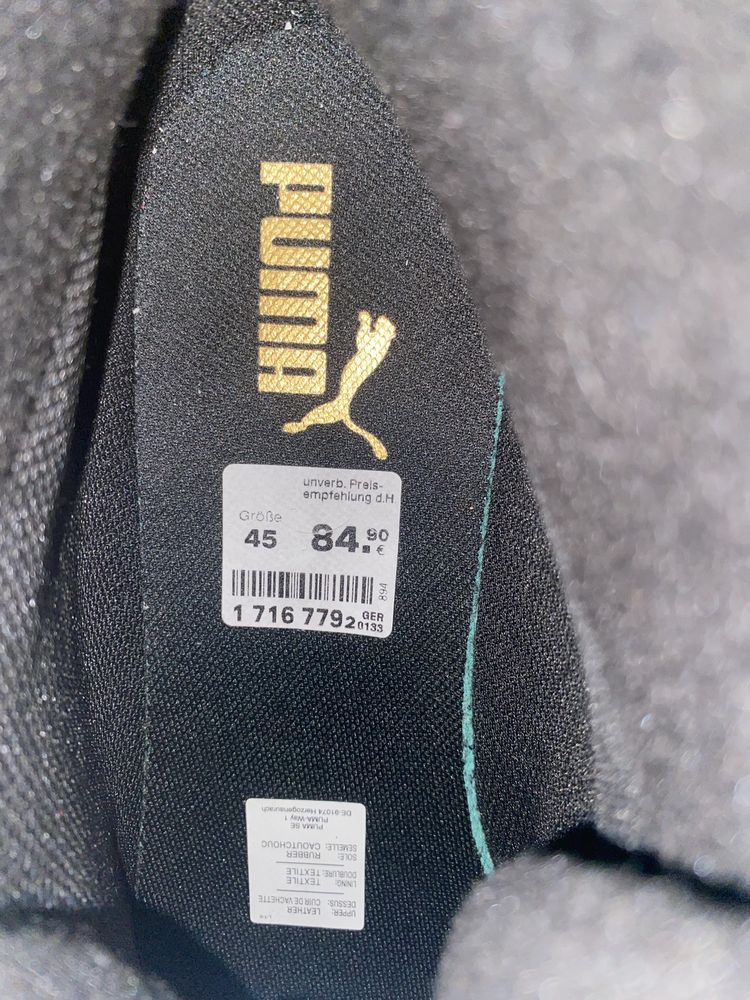 PUMA
unverb. Preis-
empfehlung d.H
Größe
45 84.90 €
894
1 716 779 2 GER 0133
PUMA SE
PUMA-Way 1
DE-91074 Herzogenaurach
UPPER: LEATHER
DESSUS: CUIR DE VACHETTE
LINING: TEXTILE
DOUBLURE: TEXTILE
SOLE: RUBBER
SEMELLE: CAOUTCHOUC